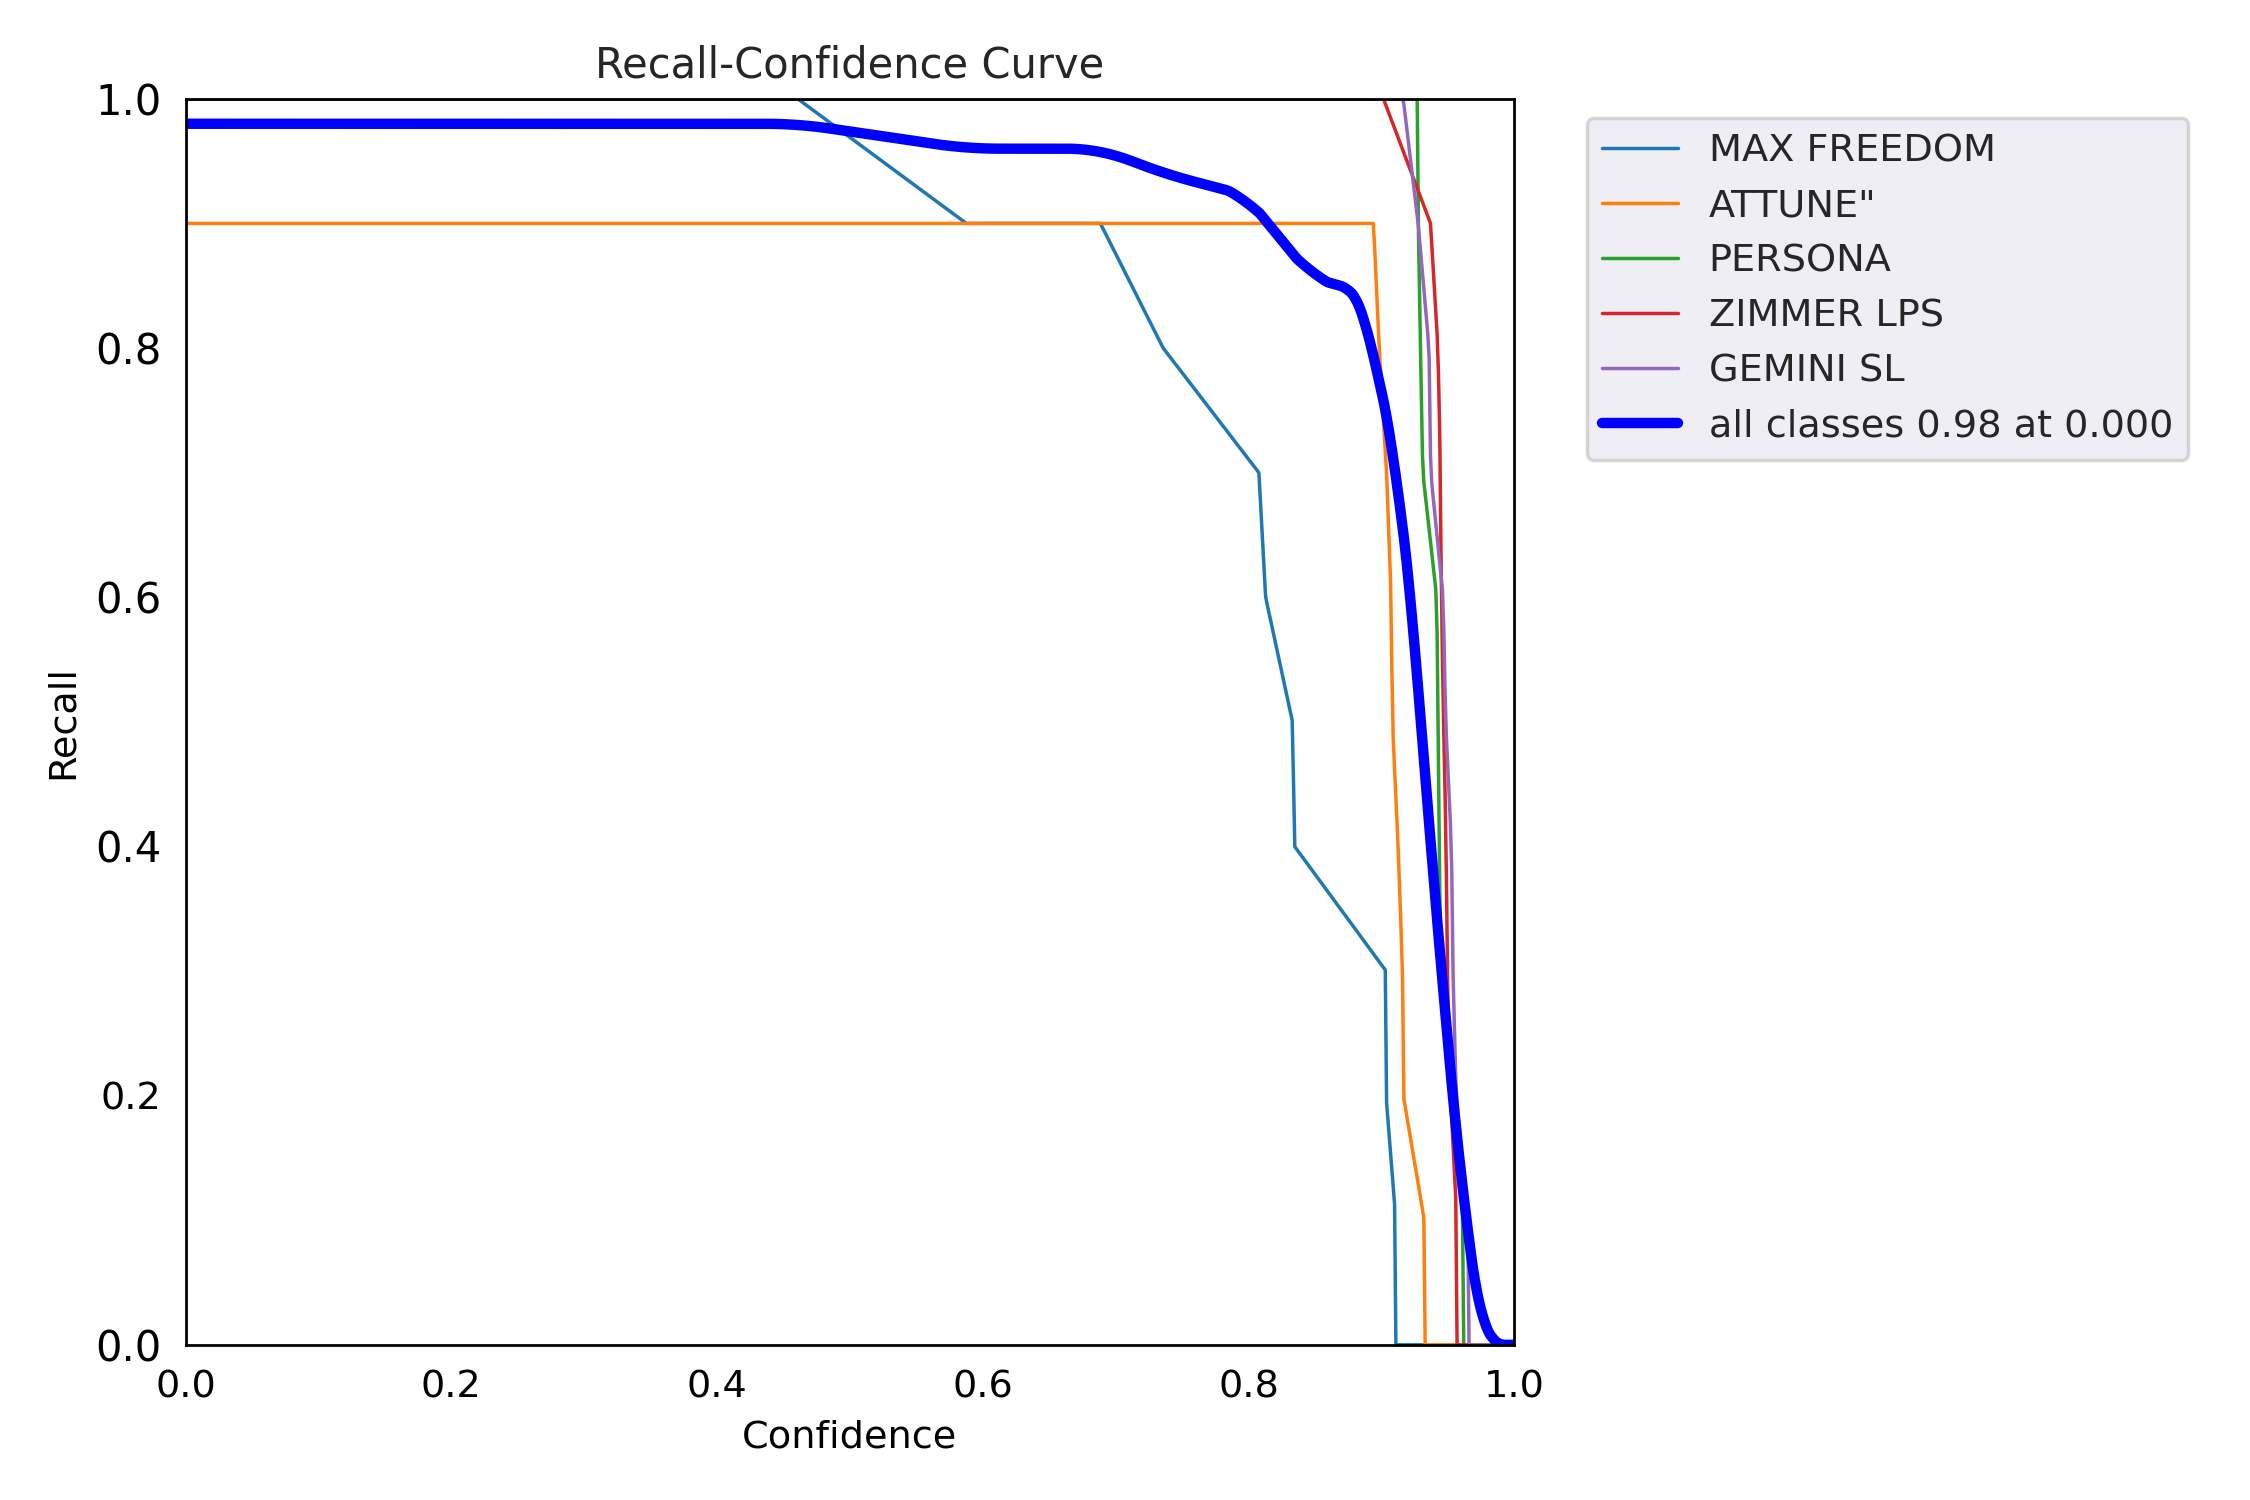 Recall-Confidence Curve
1.0
0.8
0.6
0.4
0.2
0.0
Recall
0.0 0.2 0.4 0.6 0.8 1.0
Confidence
MAX FREEDOM
ATTUNE"
PERSONA
ZIMMER LPS
GEMINI SL
all classes 0.98 at 0.000